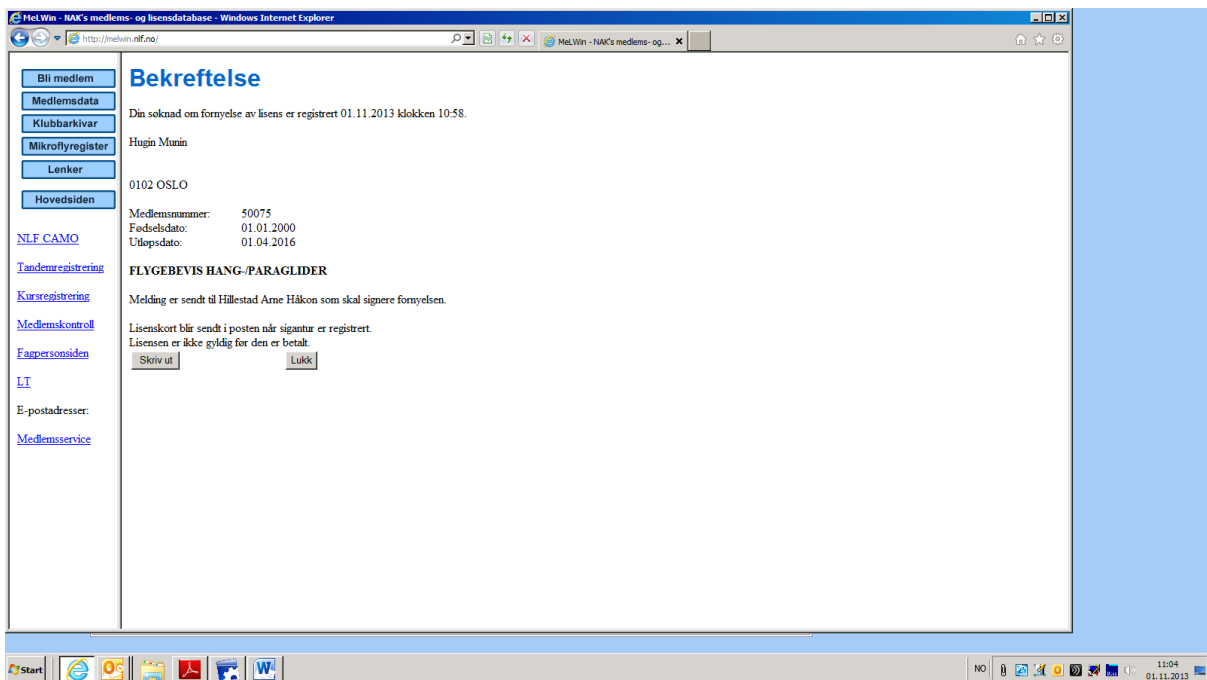 MeLWin - NAK's medlems- og lisensdatabase - Windows Internet Explorer
http://melwin.nlf.no/
MeLWin - NAK's medlems- og...
Bli medlem
Medlemsdata
Klubbarkivar
Mikroflyregister
Lenker
Hovedsiden
NLF CAMO
Tandemregistrering
Kursregistrering
Medlemskontroll
Fagpersonsiden
LT
E-postadresser:
Medlemsservice
Bekreftelse
Din søknad om fornyelse av lisens er registrert 01.11.2013 klokken 10:58.
Hugin Munin
0102 OSLO
Medlemsnummer: 50075
Fødselsdato: 01.01.2000
Utløpsdato: 01.04.2016
FLYGEBEVIS HANG-/PARAGLIDER
Melding er sendt til Hillestad Arne Håkon som skal signere fornyelsen.
Lisenskort blir sendt i posten når sigantur er registrert.
Lisensen er ikke gyldig før den er betalt.
Skriv ut Lukk
Start
NO
11:04
01.11.2013